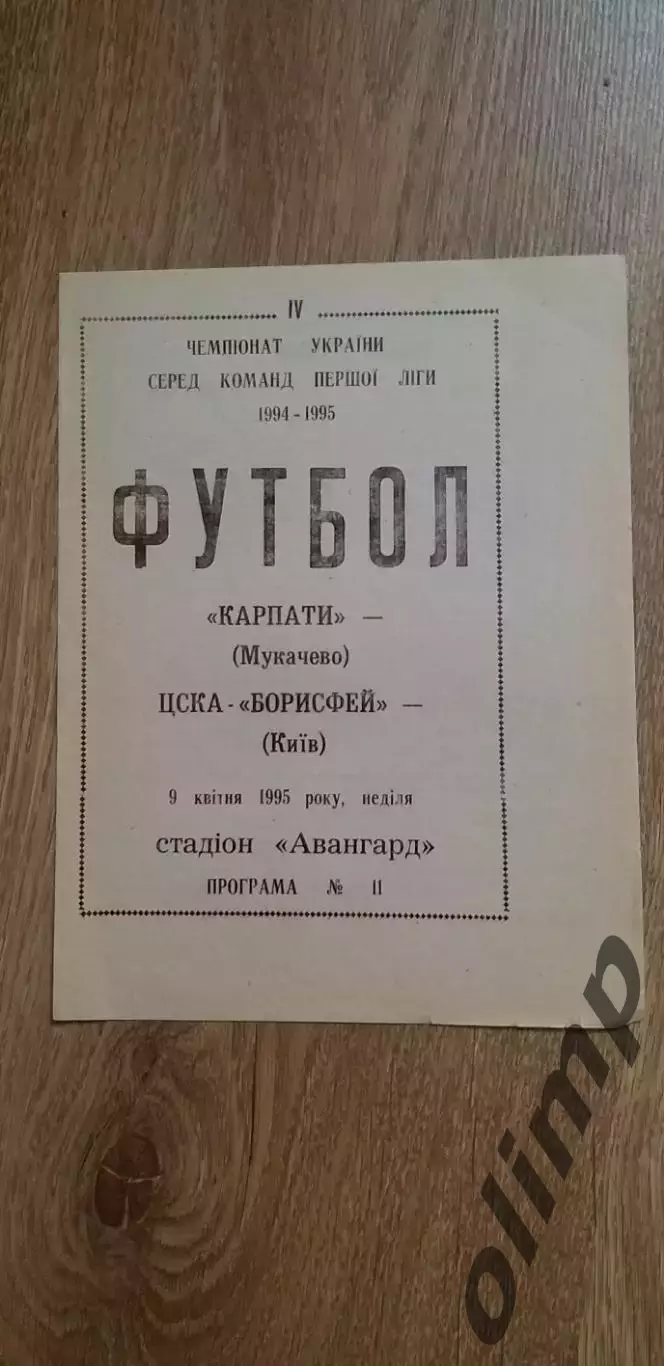 IV
ЧЕМПІОНАТ УКРАЇНИ
СЕРЕД КОМАНД ПЕРШОЇ ЛІГИ
1994-1995
ФУТБОЛ
«КАРПАТИ» —
(Мукачево)
ЦСКА-«БОРИСФЕЙ» —
(Київ)
9 квітня 1995 року, неділя
стадіон «Авангард»
ПРОГРАМА № 11
olimp